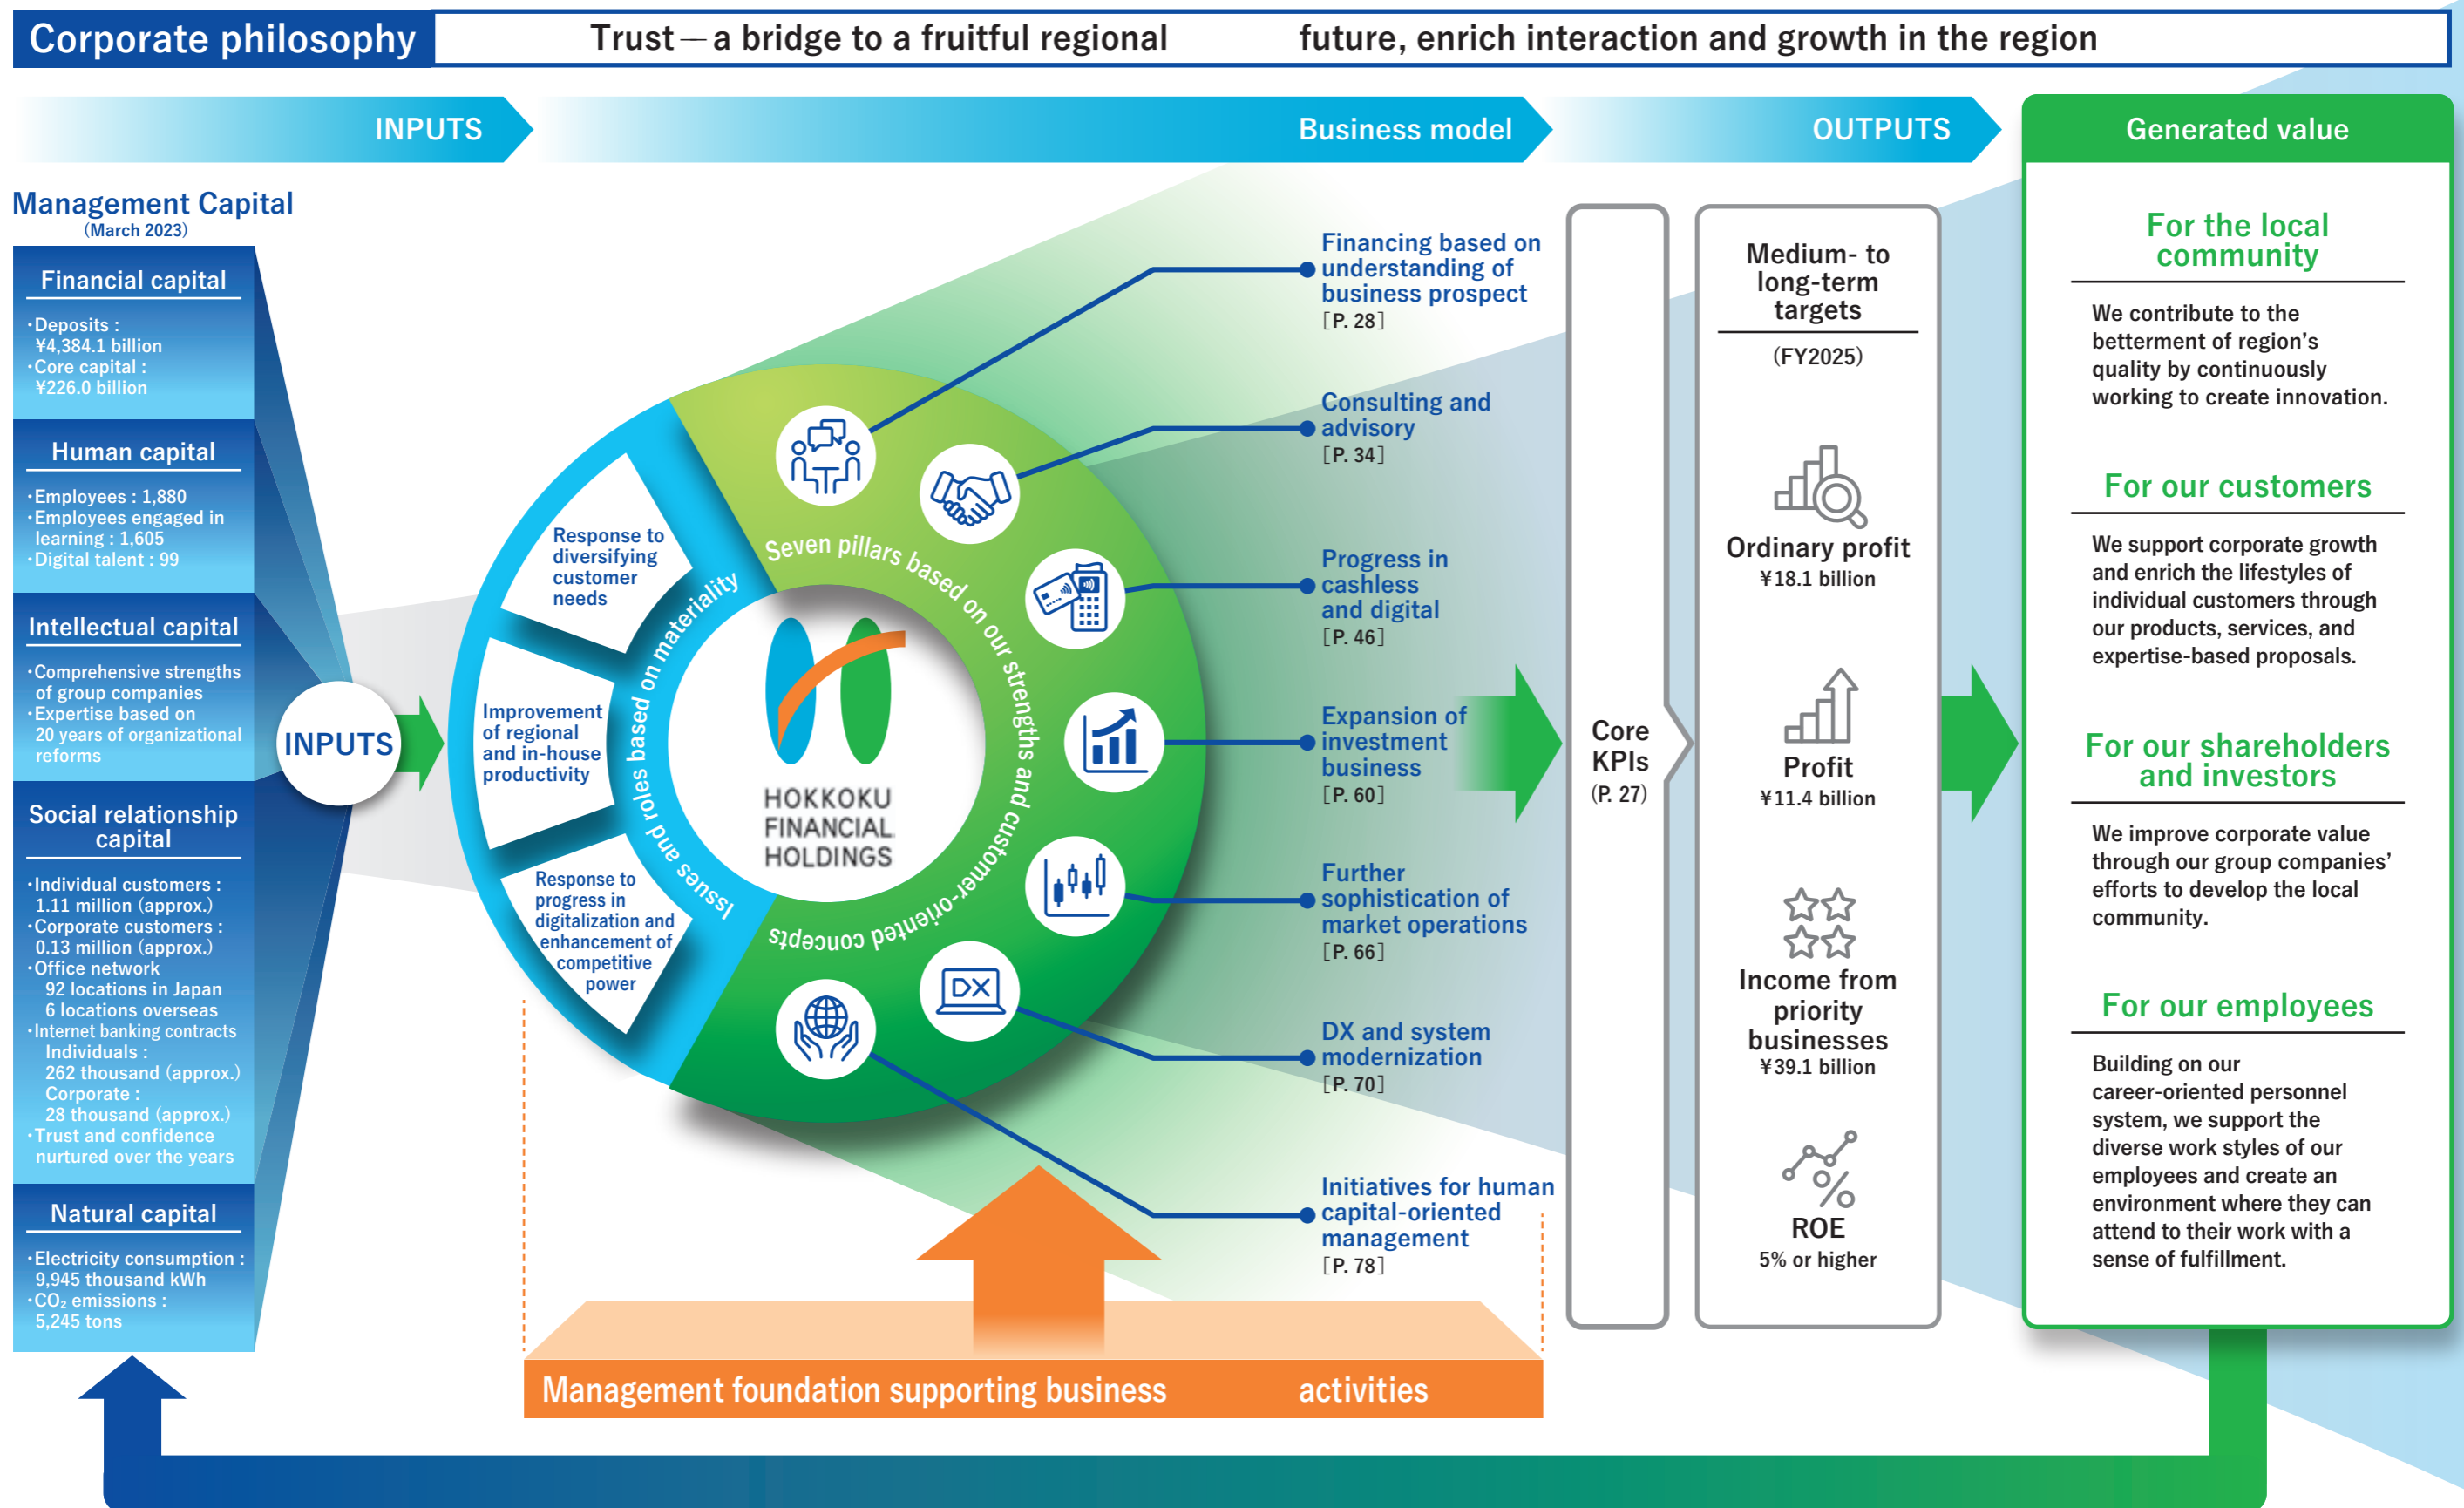 Corporate philosophy
Trust—a bridge to a fruitful regional future, enrich interaction and growth in the region
INPUTS
Business model
OUTPUTS
Generated value
Management Capital
(March 2023)
Financial capital
・Deposits :
¥4,384.1 billion
・Core capital :
¥226.0 billion
Human capital
・Employees : 1,880
・Employees engaged in
learning : 1,605
・Digital talent : 99
Intellectual capital
・Comprehensive strengths
of group companies
・Expertise based on
20 years of organizational
reforms
Social relationship
capital
・Individual customers :
1.11 million (approx.)
・Corporate customers :
0.13 million (approx.)
・Office network
92 locations in Japan
6 locations overseas
・Internet banking contracts
Individuals :
262 thousand (approx.)
Corporate :
28 thousand (approx.)
・Trust and confidence
nurtured over the years
Natural capital
・Electricity consumption :
9,945 thousand kWh
・CO₂ emissions :
5,245 tons
INPUTS
Response to
diversifying
customer
needs
Improvement
of regional
and in-house
productivity
Response to
progress in
digitalization and
enhancement of
competitive
power
Issues and roles based on materiality
Seven pillars based on our strengths and customer-oriented concepts
HOKKOKU
FINANCIAL
HOLDINGS
DX
Financing based on
understanding of
business prospect
[P. 28]
Consulting and
advisory
[P. 34]
Progress in
cashless
and digital
[P. 46]
Expansion of
investment
business
[P. 60]
Further
sophistication of
market operations
[P. 66]
DX and system
modernization
[P. 70]
Initiatives for human
capital-oriented
management
[P. 78]
Management foundation supporting business activities
Core
KPIs
(P. 27)
Medium- to
long-term
targets
(FY2025)
Ordinary profit
¥18.1 billion
Profit
¥11.4 billion
Income from
priority
businesses
¥39.1 billion
%
ROE
5% or higher
For the local
community
We contribute to the
betterment of region's
quality by continuously
working to create innovation.
For our customers
We support corporate growth
and enrich the lifestyles of
individual customers through
our products, services, and
expertise-based proposals.
For our shareholders
and investors
We improve corporate value
through our group companies'
efforts to develop the local
community.
For our employees
Building on our
career-oriented personnel
system, we support the
diverse work styles of our
employees and create an
environment where they can
attend to their work with a
sense of fulfillment.